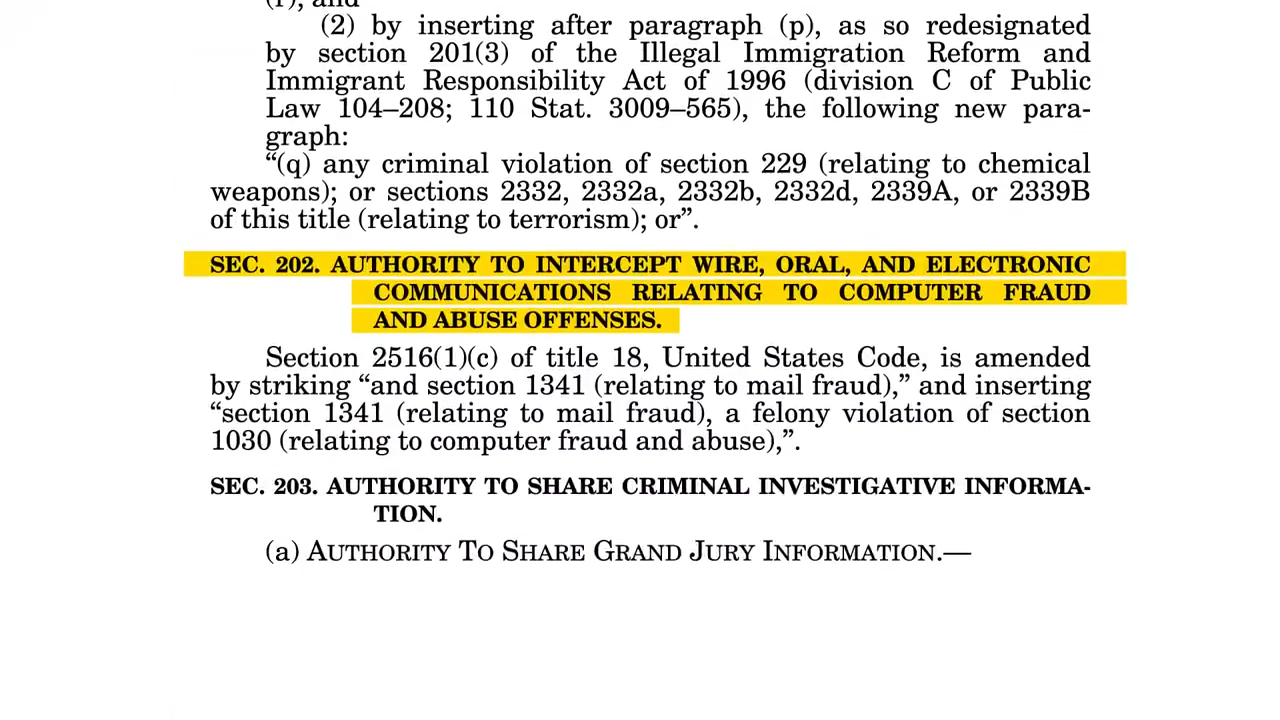 (r); and
(2) by inserting after paragraph (p), as so redesignated
by section 201(3) of the Illegal Immigration Reform and
Immigrant Responsibility Act of 1996 (division C of Public
Law 104–208; 110 Stat. 3009–565), the following new para-
graph:
“(q) any criminal violation of section 229 (relating to chemical
weapons); or sections 2332, 2332a, 2332b, 2332d, 2339A, or 2339B
of this title (relating to terrorism); or”.
SEC. 202. AUTHORITY TO INTERCEPT WIRE, ORAL, AND ELECTRONIC
COMMUNICATIONS RELATING TO COMPUTER FRAUD
AND ABUSE OFFENSES.
Section 2516(1)(c) of title 18, United States Code, is amended
by striking “and section 1341 (relating to mail fraud),” and inserting
“section 1341 (relating to mail fraud), a felony violation of section
1030 (relating to computer fraud and abuse),”.
SEC. 203. AUTHORITY TO SHARE CRIMINAL INVESTIGATIVE INFORMA-
TION.
(a) AUTHORITY TO SHARE GRAND JURY INFORMATION.—